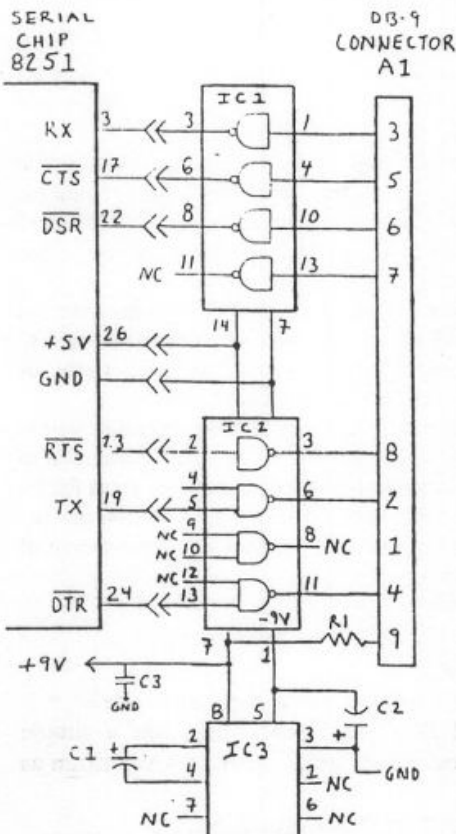 SERIAL
CHIP
8251
DB-9
CONNECTOR
A1
IC1
RX 3 3 1 3
CTS 17 6 4 5
DSR 22 8 10 6
NC 11 13 7
14 7
+5V 26
GND
IC2
RTS 23 2 3 8
4
TX 19 5 6 2
NC 9
NC 10 8 NC 1
NC 12
DTR 24 13 11 4
-9V
7 1 R1 9
+9V
C3
GND
8 5
C2
C1 + 2 IC3 3 +
4 GND
1 NC
NC 7 6 NC